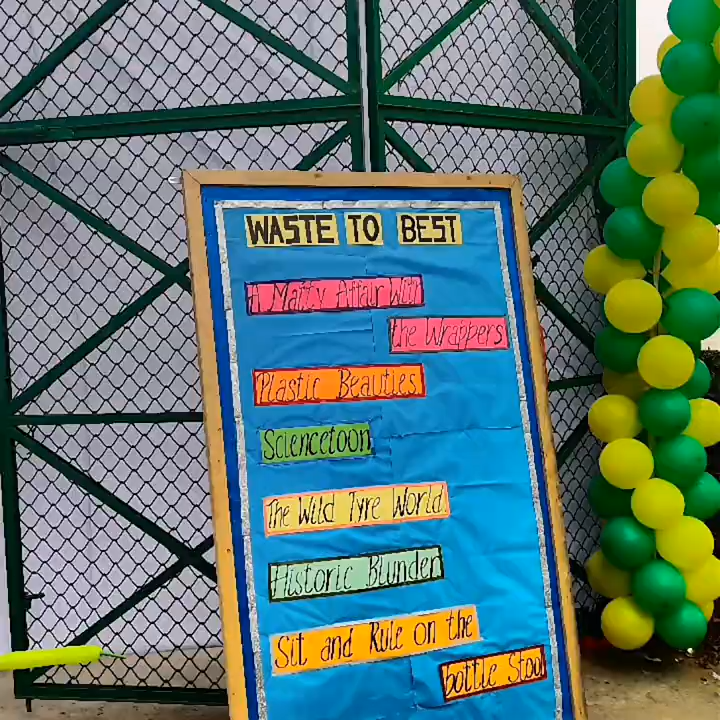 WASTE TO BEST
A Matty Affair With
the Wrappers
Plastic Beauties
Sciencetoon
The Wild Tyre World
Historic Blunder
Sit and Rule on the
bottle Stool